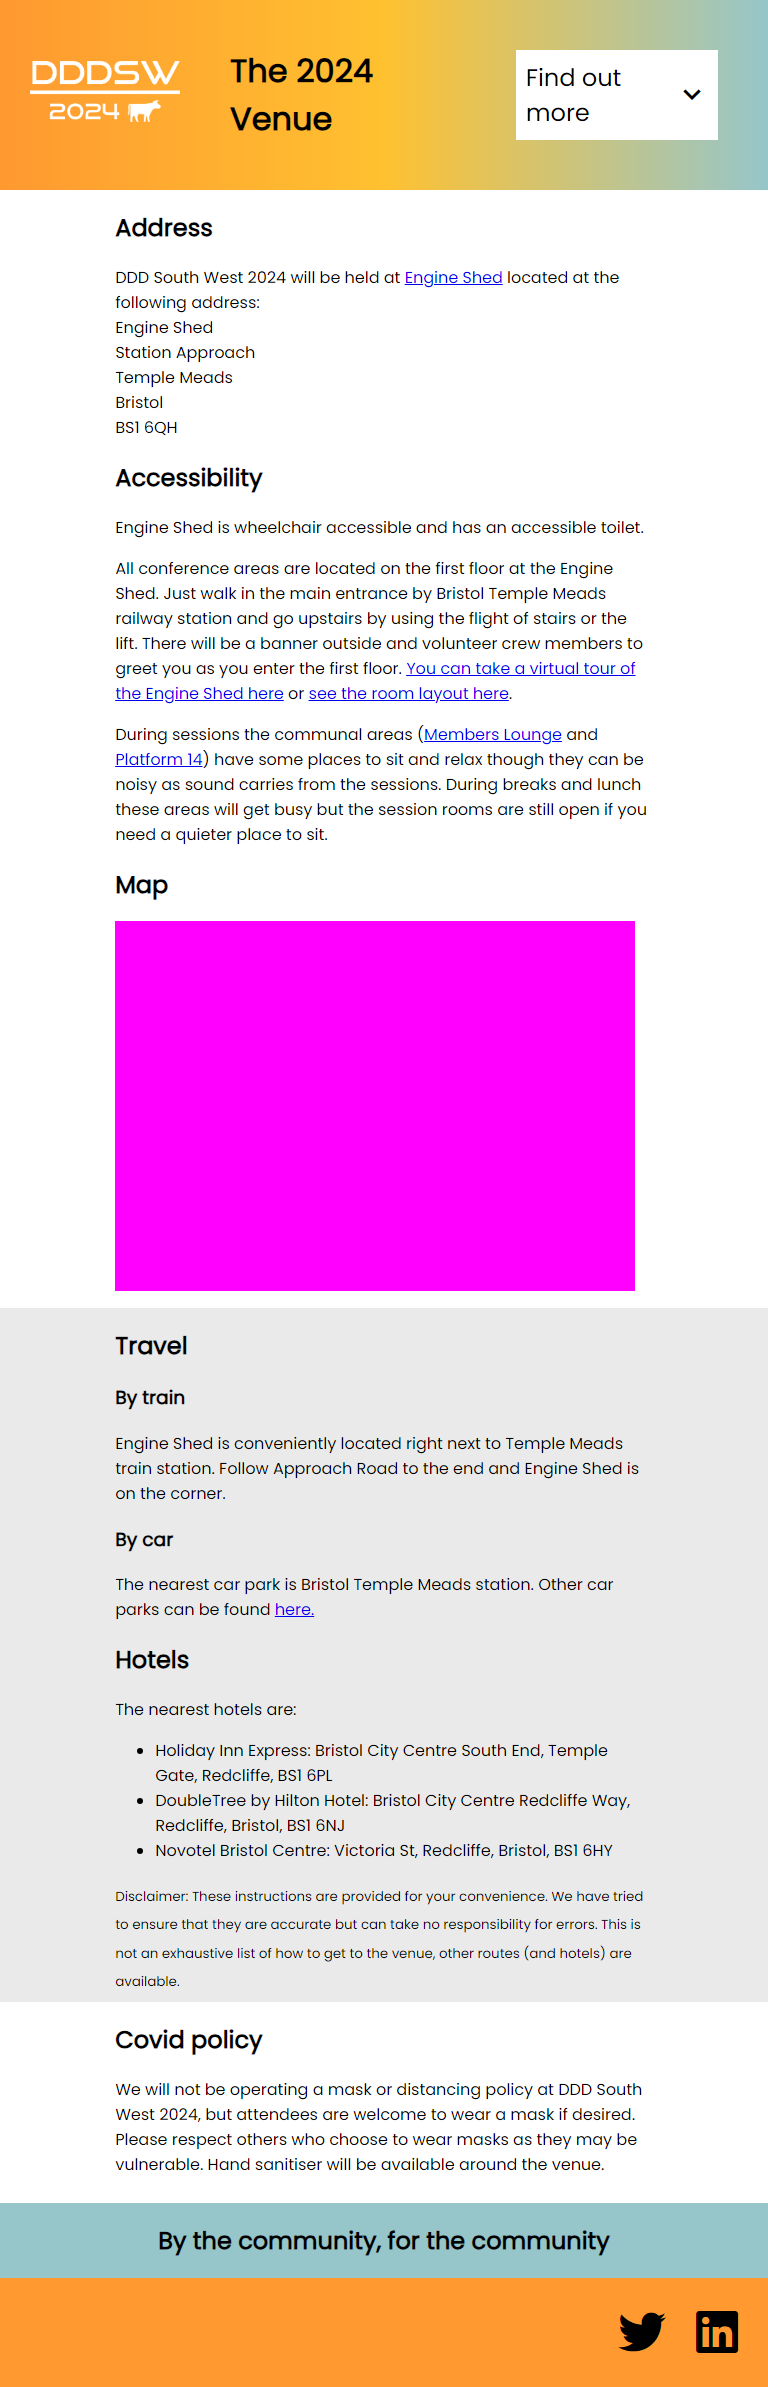 DDDSW
2024
The 2024
Venue
Find out
more
Address
DDD South West 2024 will be held at Engine Shed located at the
following address:
Engine Shed
Station Approach
Temple Meads
Bristol
BS1 6QH
Accessibility
Engine Shed is wheelchair accessible and has an accessible toilet.
All conference areas are located on the first floor at the Engine
Shed. Just walk in the main entrance by Bristol Temple Meads
railway station and go upstairs by using the flight of stairs or the
lift. There will be a banner outside and volunteer crew members to
greet you as you enter the first floor. You can take a virtual tour of
the Engine Shed here or see the room layout here.
During sessions the communal areas (Members Lounge and
Platform 14) have some places to sit and relax though they can be
noisy as sound carries from the sessions. During breaks and lunch
these areas will get busy but the session rooms are still open if you
need a quieter place to sit.
Map
Travel
By train
Engine Shed is conveniently located right next to Temple Meads
train station. Follow Approach Road to the end and Engine Shed is
on the corner.
By car
The nearest car park is Bristol Temple Meads station. Other car
parks can be found here.
Hotels
The nearest hotels are:
• Holiday Inn Express: Bristol City Centre South End, Temple
Gate, Redcliffe, BS1 6PL
• DoubleTree by Hilton Hotel: Bristol City Centre Redcliffe Way,
Redcliffe, Bristol, BS1 6NJ
• Novotel Bristol Centre: Victoria St, Redcliffe, Bristol, BS1 6HY
Disclaimer: These instructions are provided for your convenience. We have tried
to ensure that they are accurate but can take no responsibility for errors. This is
not an exhaustive list of how to get to the venue, other routes (and hotels) are
available.
Covid policy
We will not be operating a mask or distancing policy at DDD South
West 2024, but attendees are welcome to wear a mask if desired.
Please respect others who choose to wear masks as they may be
vulnerable. Hand sanitiser will be available around the venue.
By the community, for the community
in